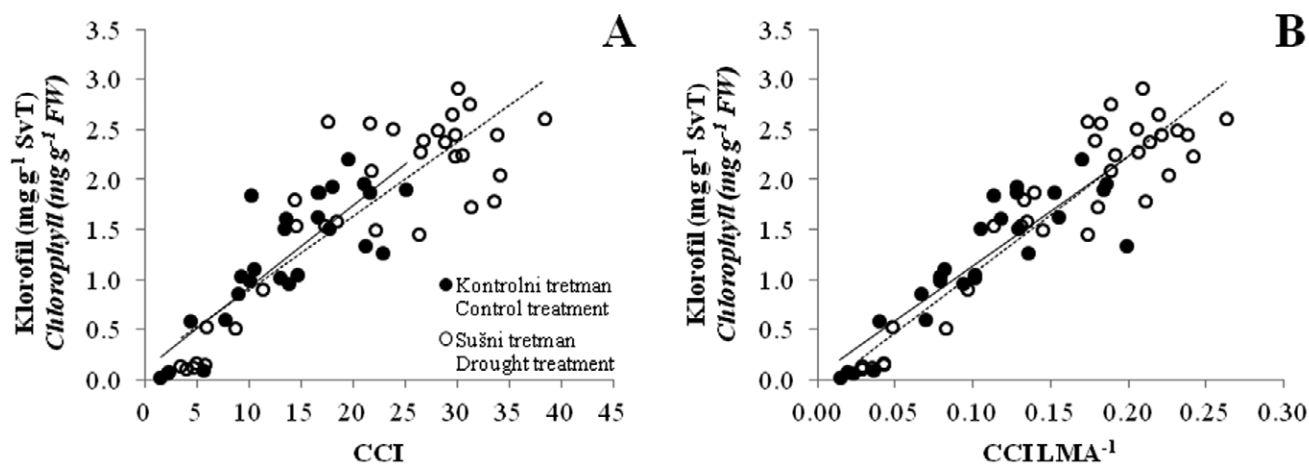 A
Klorofil (mg g-1 SvT)
Chlorophyll (mg g-1 FW)
3.5
3.0
2.5
2.0
1.5
1.0
0.5
0.0
0 5 10 15 20 25 30 35 40 45
CCI
Kontrolni tretman
Control treatment
Sušni tretman
Drought treatment
B
Klorofil (mg g-1 SvT)
Chlorophyll (mg g-1 FW)
3.5
3.0
2.5
2.0
1.5
1.0
0.5
0.0
0.00 0.05 0.10 0.15 0.20 0.25 0.30
CCI LMA-1